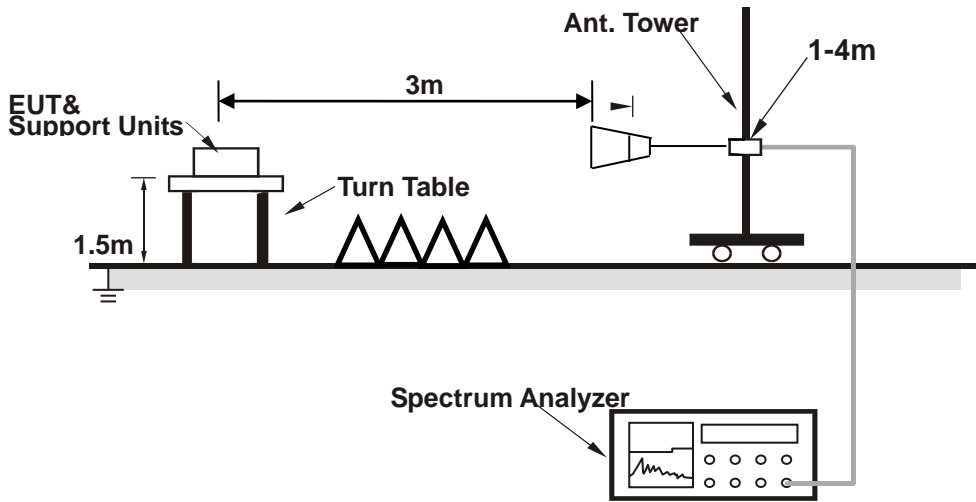 Ant. Tower
1-4m
3m
EUT&
Support Units
Turn Table
1.5m
Spectrum Analyzer